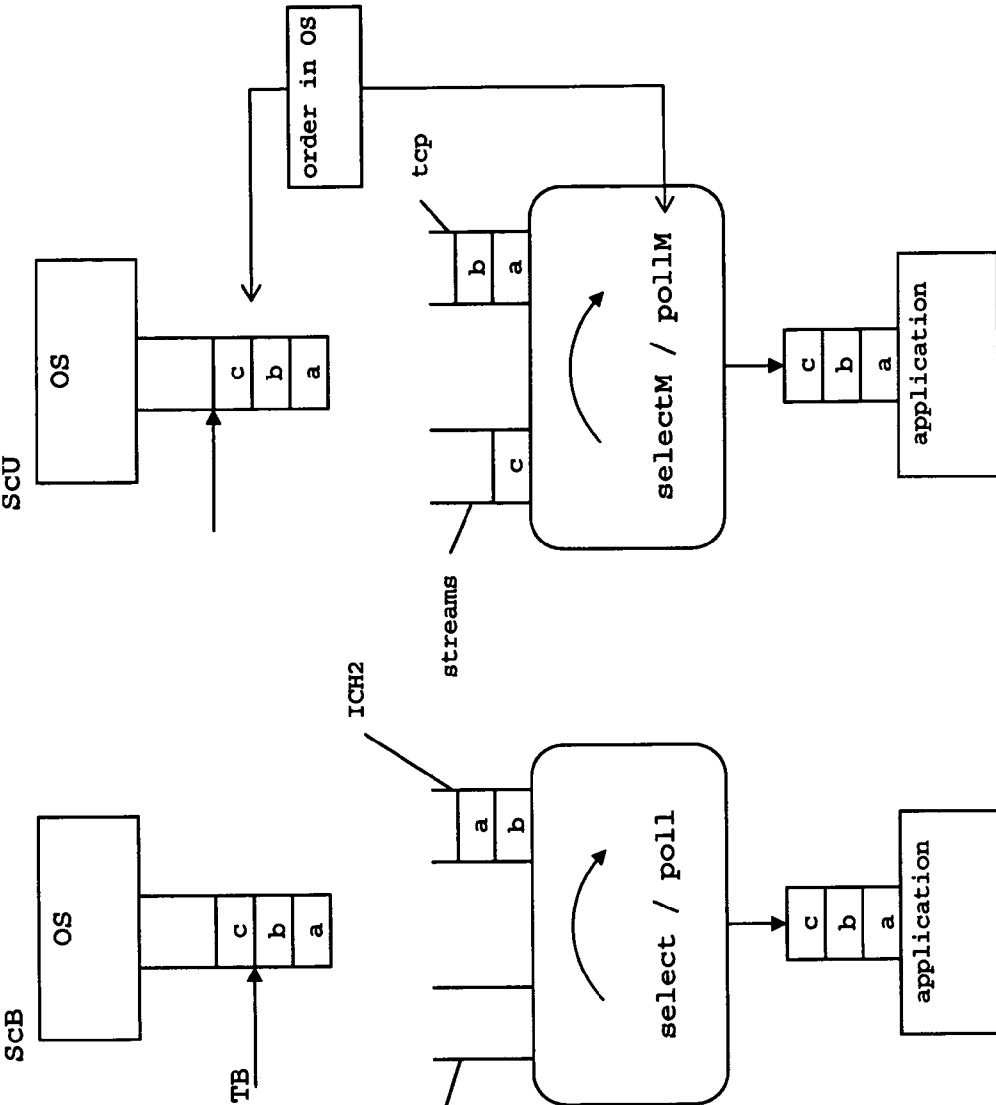 ScB
OS
c
b
a
TB
ICH2
a
b
select / poll
c
b
a
application
ScU
OS
c
b
a
order in OS
tcp
b
a
streams
c
selectM / pollM
c
b
a
application